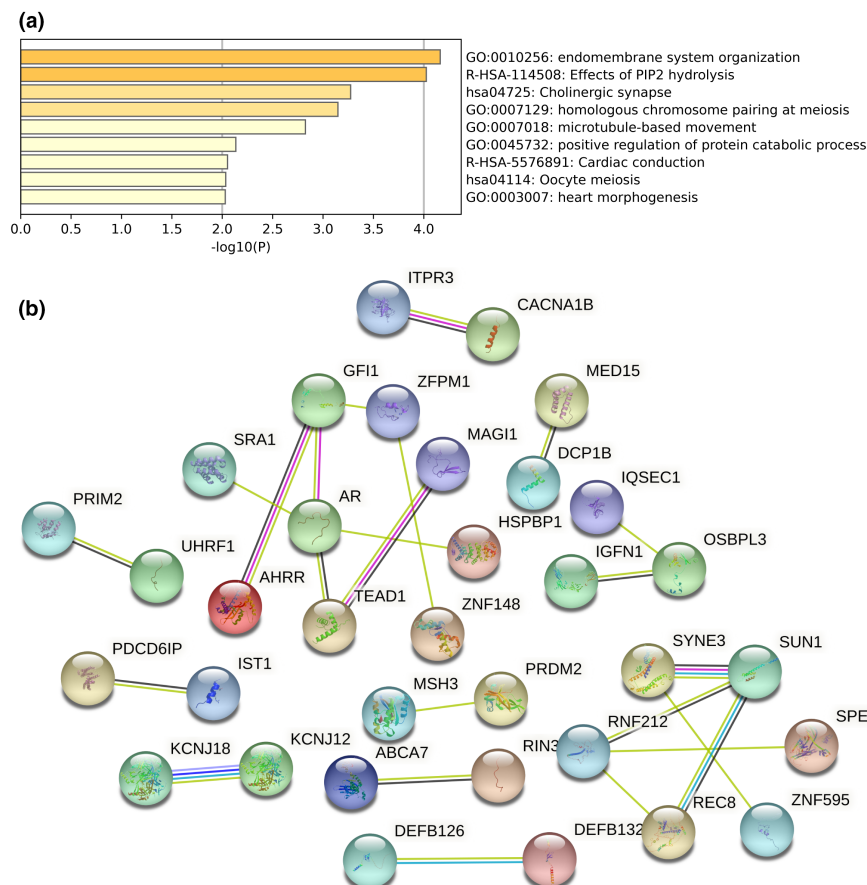 (a)
GO:0010256: endomembrane system organization
R-HSA-114508: Effects of PIP2 hydrolysis
hsa04725: Cholinergic synapse
GO:0007129: homologous chromosome pairing at meiosis
GO:0007018: microtubule-based movement
GO:0045732: positive regulation of protein catabolic process
R-HSA-5576891: Cardiac conduction
hsa04114: Oocyte meiosis
GO:0003007: heart morphogenesis
0.0 0.5 1.0 1.5 2.0 2.5 3.0 3.5 4.0
-log10(P)
(b)
ITPR3
CACNA1B
GFI1
ZFPM1
MED15
SRA1
MAGI1
DCP1B
IQSEC1
PRIM2
AR
HSPBP1
OSBPL3
UHRF1
IGFN1
AHRR
TEAD1
ZNF148
PDCD6IP
IST1
MSH3
PRDM2
SYNE3
SUN1
KCNJ18
KCNJ12
ABCA7
RIN3
RNF212
SPE
DEFB126
DEFB132
REC8
ZNF595